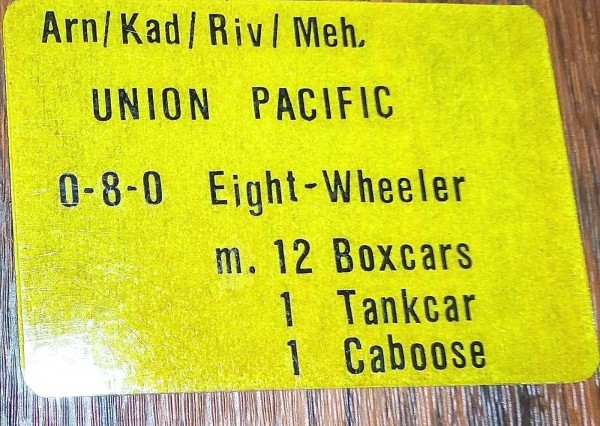 Arn/Kad/Riv/Meh.
UNION PACIFIC
0-8-0 Eight-Wheeler
m. 12 Boxcars
1 Tankcar
1 Caboose